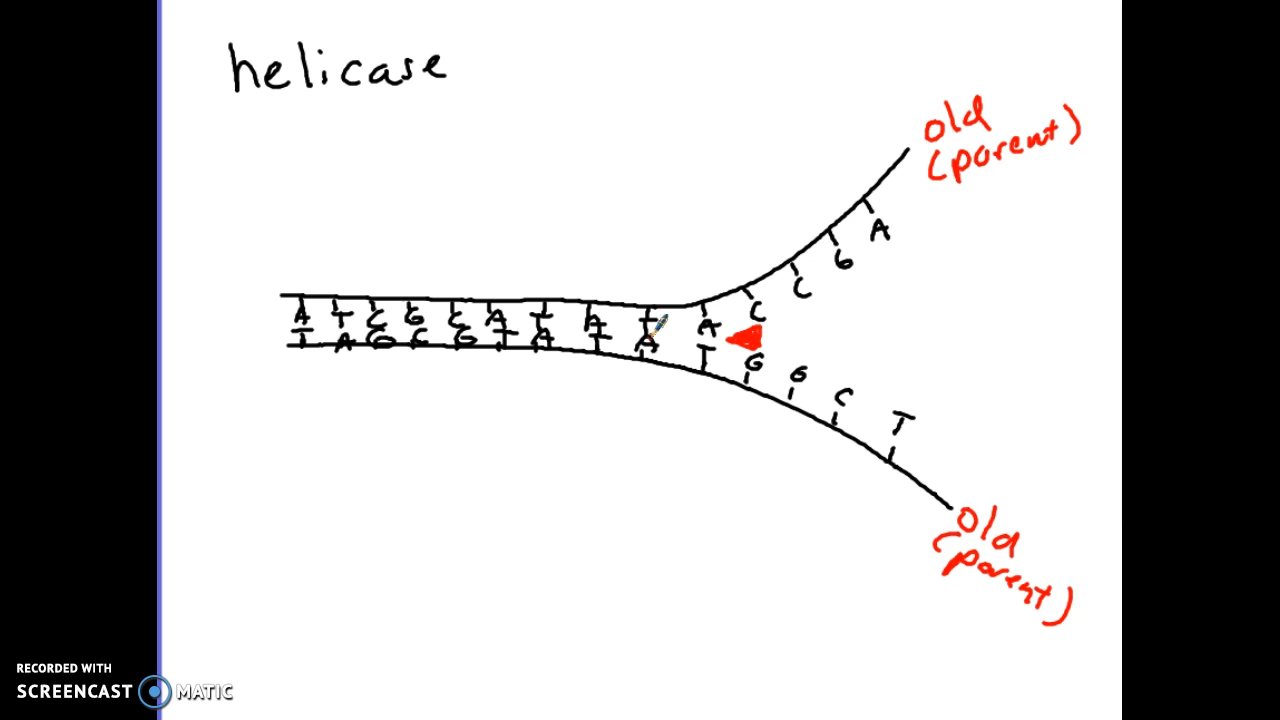 helicase
old
(parent)
A
G
C
C
A T C G C A T A T A
T A G C G T A T A T
G
G
C
T
old
(parent)
RECORDED WITH
SCREENCAST MATIC